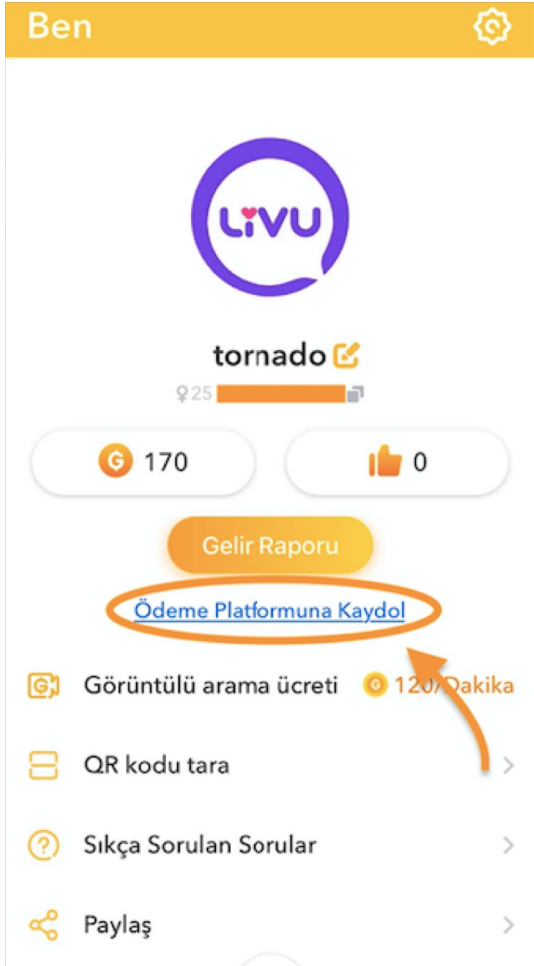 Ben
LiVU
tornado
25
170
0
Gelir Raporu
Ödeme Platformuna Kaydol
Görüntülü arama ücreti 120/Dakika
QR kodu tara
Sıkça Sorulan Sorular
Paylaş